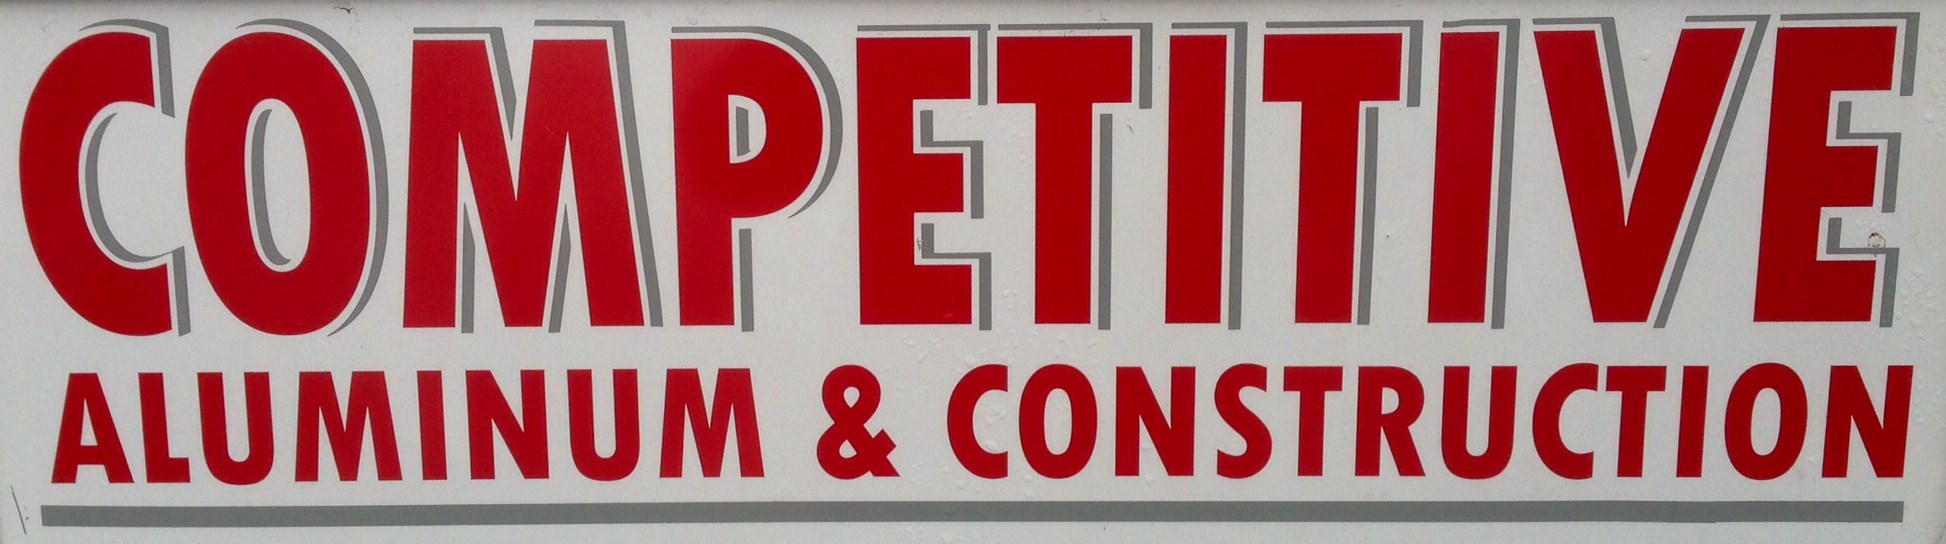 COMPETITIVE
ALUMINUM & CONSTRUCTION